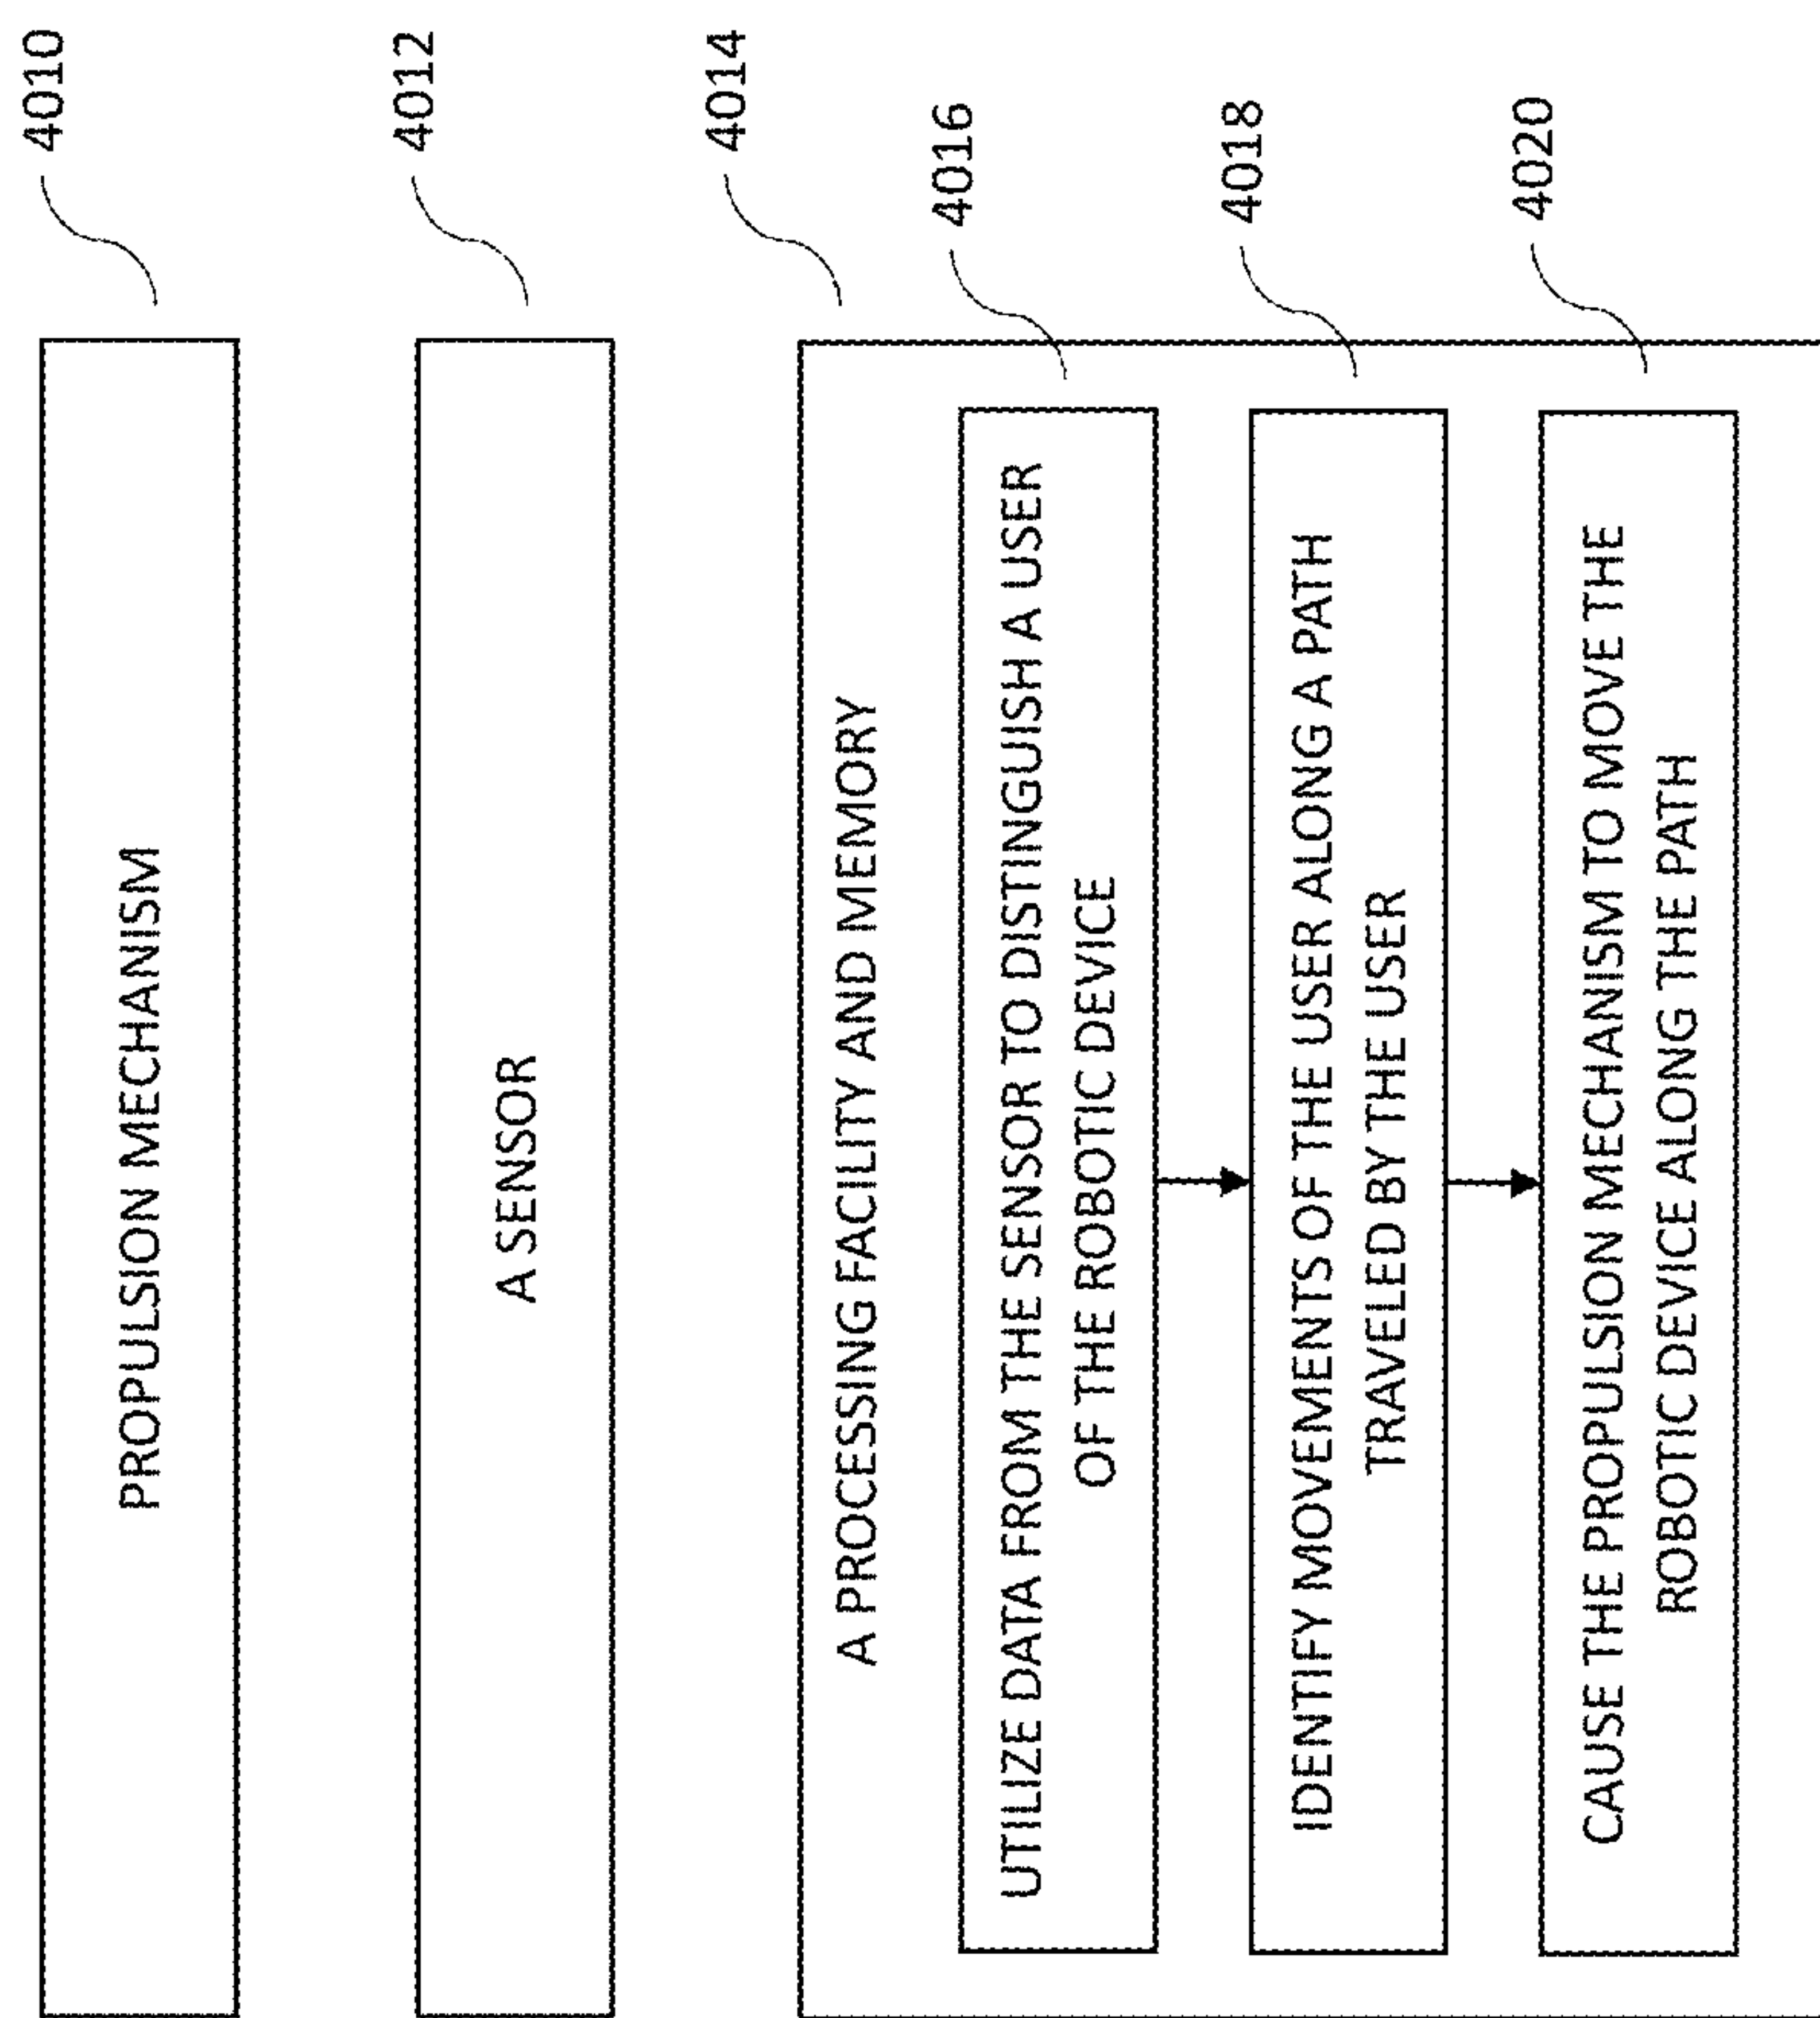 4010
PROPULSION MECHANISM
4012
A SENSOR
4014
A PROCESSING FACILITY AND MEMORY
4016
UTILIZE DATA FROM THE SENSOR TO DISTINGUISH A USER
OF THE ROBOTIC DEVICE
4018
IDENTIFY MOVEMENTS OF THE USER ALONG A PATH
TRAVELED BY THE USER
4020
CAUSE THE PROPULSION MECHANISM TO MOVE THE
ROBOTIC DEVICE ALONG THE PATH